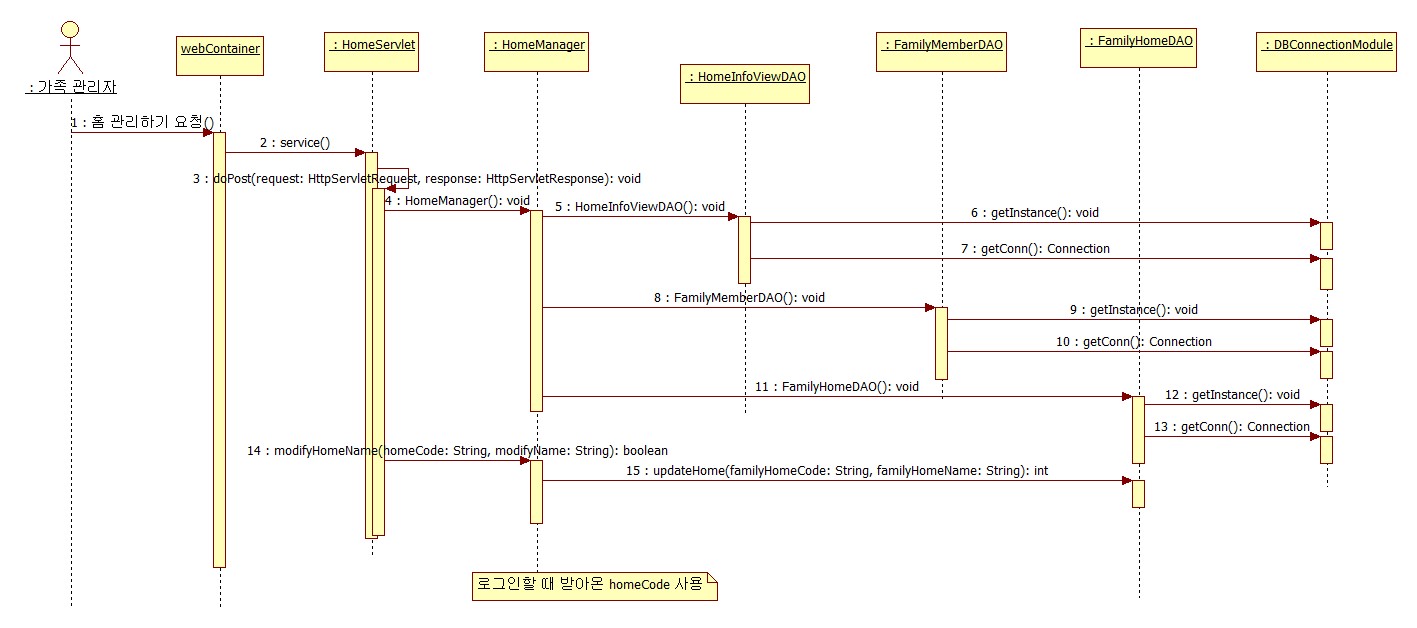 : 가족 관리자
webContainer
: HomeServlet
: HomeManager
: HomeInfoViewDAO
: FamilyMemberDAO
: FamilyHomeDAO
: DBConnectionModule
1 : 홈 관리하기 요청()
2 : service()
3 : doPost(request: HttpServletRequest, response: HttpServletResponse): void
4 : HomeManager(): void
5 : HomeInfoViewDAO(): void
6 : getInstance(): void
7 : getConn(): Connection
8 : FamilyMemberDAO(): void
9 : getInstance(): void
10 : getConn(): Connection
11 : FamilyHomeDAO(): void
12 : getInstance(): void
13 : getConn(): Connection
14 : modifyHomeName(homeCode: String, modifyName: String): boolean
15 : updateHome(familyHomeCode: String, familyHomeName: String): int
로그인할 때 받아온 homeCode 사용